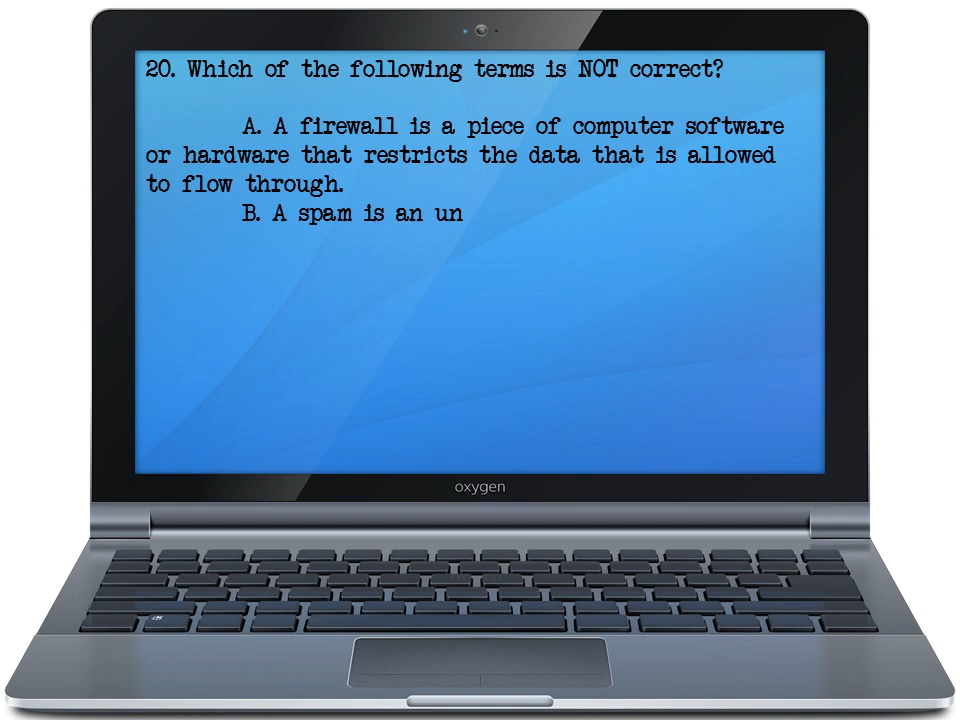 20. Which of the following terms is NOT correct?
A. A firewall is a piece of computer software
or hardware that restricts the data that is allowed
to flow through.
B. A spam is an un
oxygen